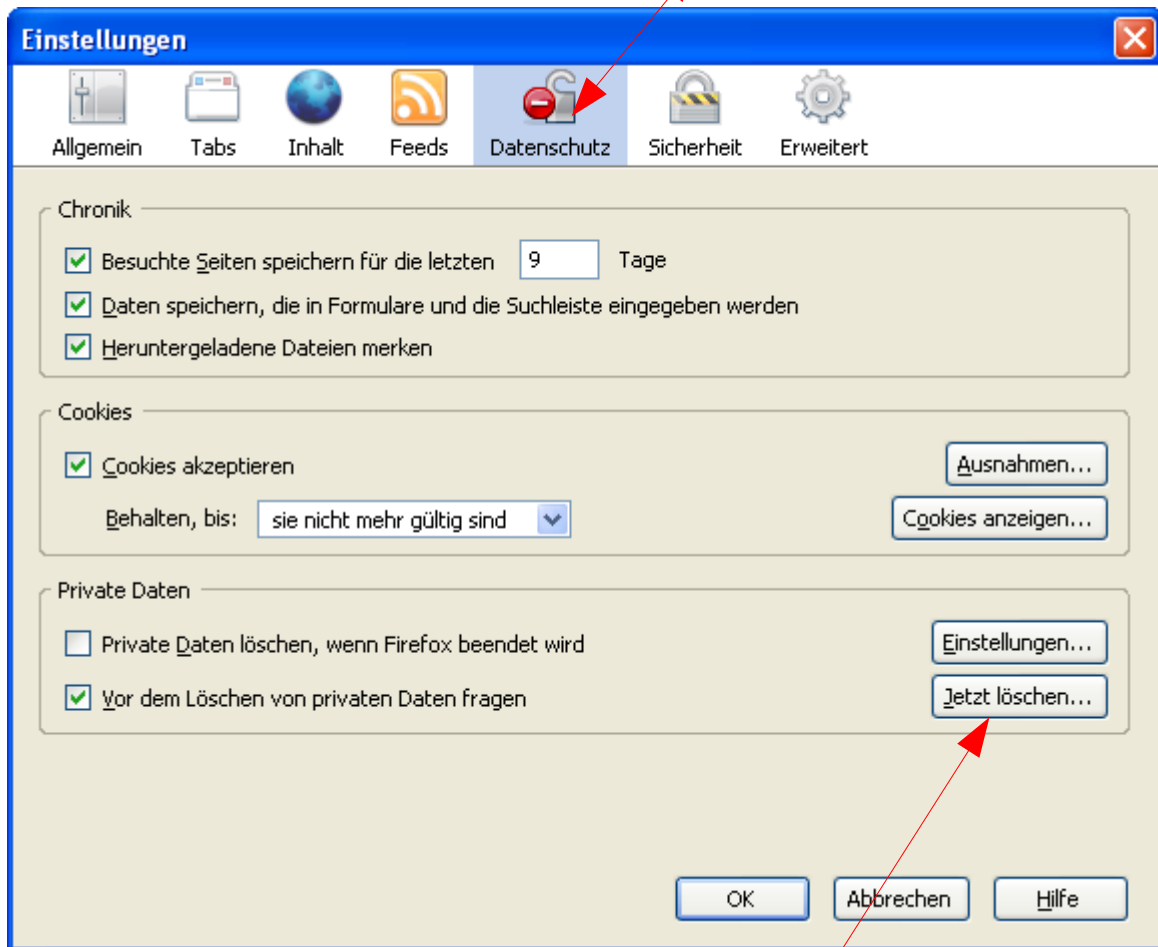 Einstellungen
Allgemein Tabs Inhalt Feeds Datenschutz Sicherheit Erweitert
Chronik
Besuchte Seiten speichern für die letzten 9 Tage
Daten speichern, die in Formulare und die Suchleiste eingegeben werden
Heruntergeladene Dateien merken
Cookies
Cookies akzeptieren Ausnahmen...
Behalten, bis: sie nicht mehr gültig sind Cookies anzeigen...
Private Daten
Private Daten löschen, wenn Firefox beendet wird Einstellungen...
Vor dem Löschen von privaten Daten fragen Jetzt löschen...
OK Abbrechen Hilfe